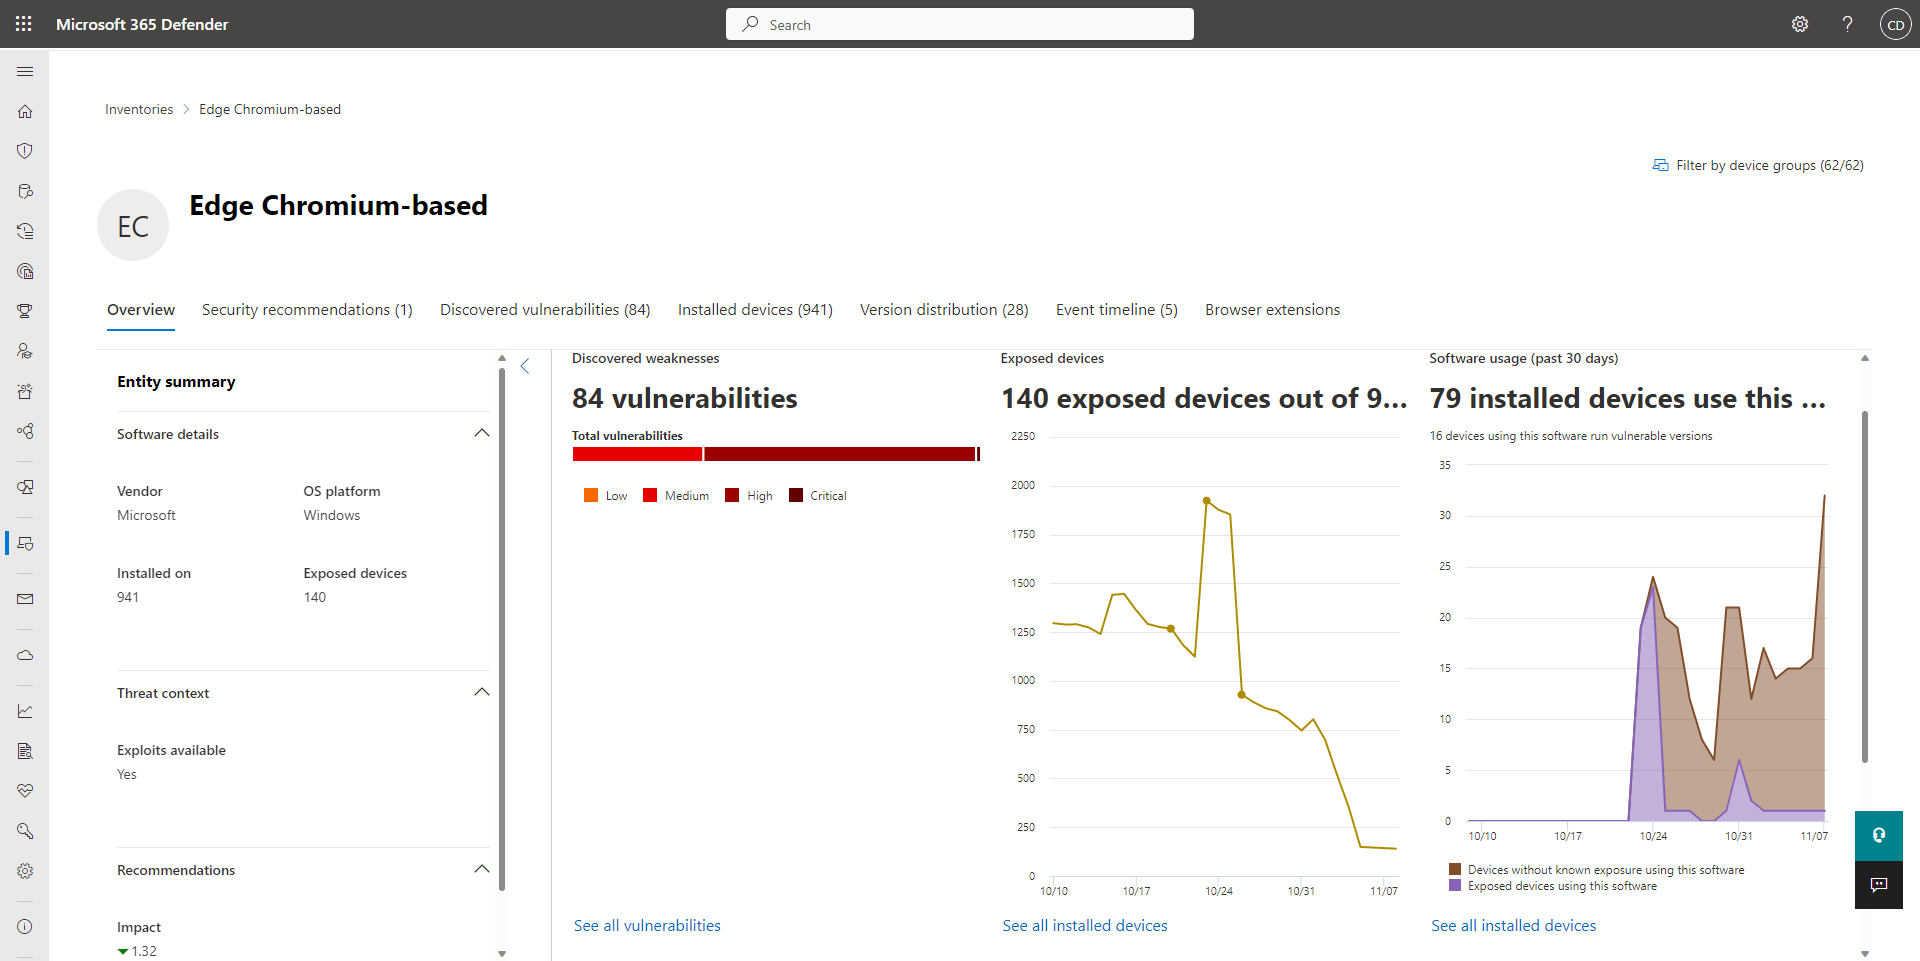 Microsoft 365 Defender
Search
CD
Inventories
Edge Chromium-based
Filter by device groups (62/62)
EC
Edge Chromium-based
Overview
Security recommendations (1)
Discovered vulnerabilities (84)
Installed devices (941)
Version distribution (28)
Event timeline (5)
Browser extensions
Entity summary
Software details
Vendor
OS platform
Microsoft
Windows
Installed on
Exposed devices
941
140
Threat context
Exploits available
Yes
Recommendations
Impact
1.32
Discovered weaknesses
84 vulnerabilities
Total vulnerabilities
Low
Medium
High
Critical
See all vulnerabilities
Exposed devices
140 exposed devices out of 9...
2250
2000
1750
1500
1250
1000
750
500
250
0
10/10
10/17
10/24
10/31
11/07
See all installed devices
Software usage (past 30 days)
79 installed devices use this ...
16 devices using this software run vulnerable versions
35
30
25
20
15
10
5
0
10/10
10/17
10/24
10/31
11/07
Devices without known exposure using this software
Exposed devices using this software
See all installed devices